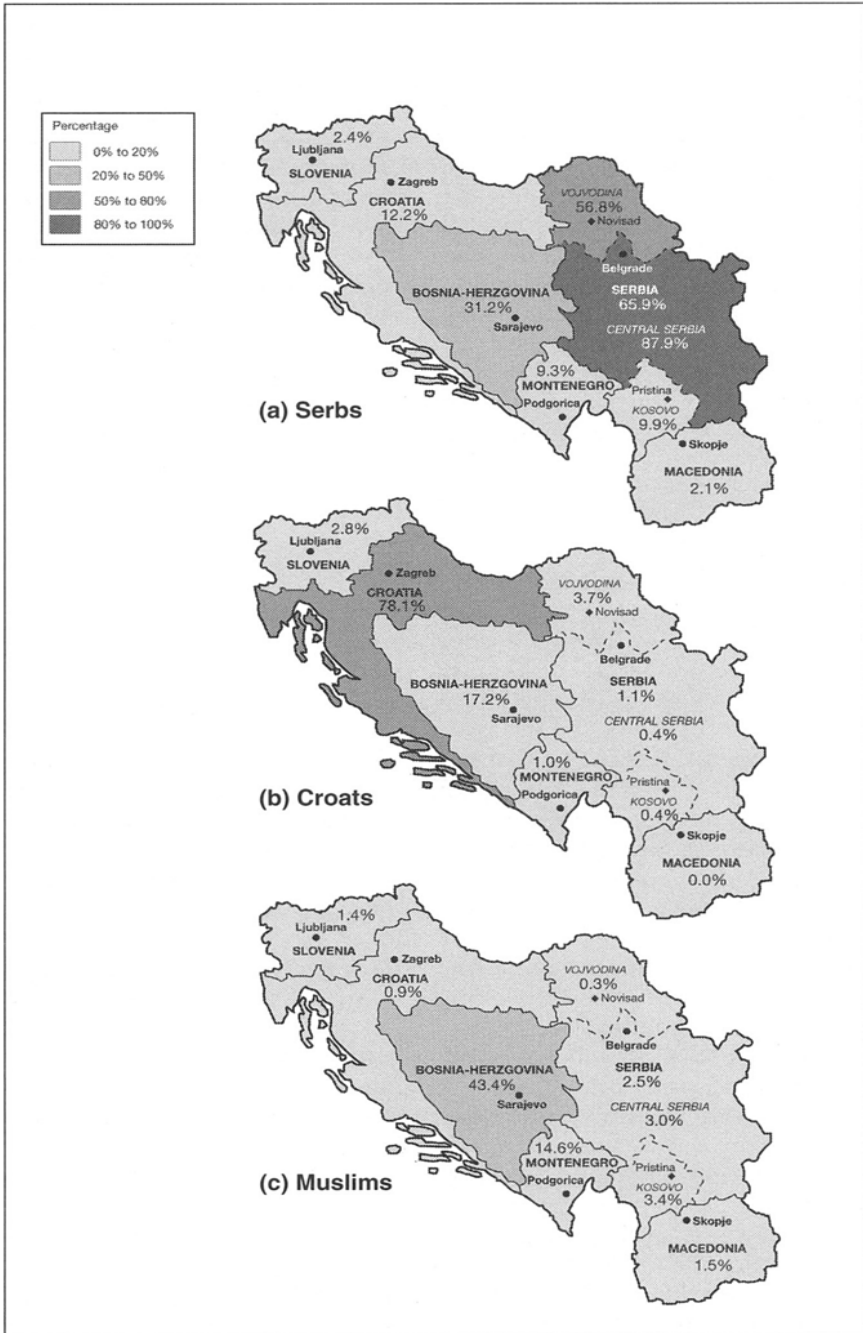 Percentage
0% to 20%
20% to 50%
50% to 80%
80% to 100%
2.4%
Ljubljana
SLOVENIA
Zagreb
CROATIA
12.2%
VOJVODINA
56.8%
Novisad
Belgrade
BOSNIA-HERZGOVINA
31.2%
Sarajevo
SERBIA
65.9%
CENTRAL SERBIA
87.9%
9.3%
MONTENEGRO
Podgorica
Pristina
KOSOVO
9.9%
(a) Serbs
Skopje
MACEDONIA
2.1%
2.8%
Ljubljana
SLOVENIA
Zagreb
CROATIA
78.1%
VOJVODINA
3.7%
Novisad
Belgrade
BOSNIA-HERZGOVINA
17.2%
Sarajevo
SERBIA
1.1%
CENTRAL SERBIA
0.4%
1.0%
MONTENEGRO
Podgorica
Pristina
KOSOVO
0.4%
(b) Croats
Skopje
MACEDONIA
0.0%
1.4%
Ljubljana
SLOVENIA
Zagreb
CROATIA
0.9%
VOJVODINA
0.3%
Novisad
Belgrade
BOSNIA-HERZGOVINA
43.4%
Sarajevo
SERBIA
2.5%
CENTRAL SERBIA
3.0%
14.6%
MONTENEGRO
Podgorica
Pristina
KOSOVO
3.4%
(c) Muslims
Skopje
MACEDONIA
1.5%